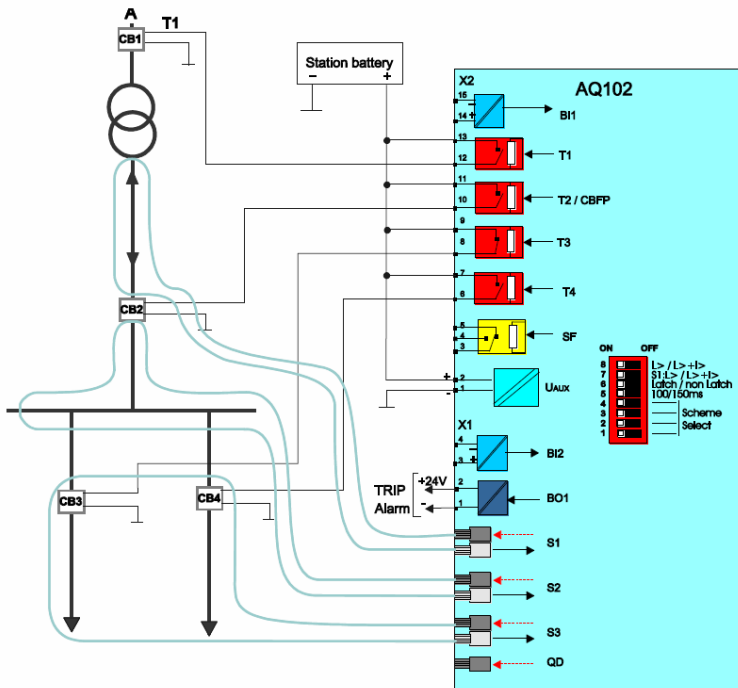 A
T1
CB1
Station battery
- +
X2
AQ102
15
-
+
14
BI1
13
12
T1
11
10
T2 / CBFP
9
8
T3
7
6
T4
CB2
5
4
3
SF
ON OFF
8 L> / L>+I>
7 S1:L> / L>+I>
6 Latch / non Latch
5 100/150ms
4
3 Scheme
2 Select
1
+ 2
1
-
UAUX
X1
4
-
+
3
BI2
CB3
CB4
TRIP
Alarm
+24V
-
2
1
BO1
S1
S2
S3
QD